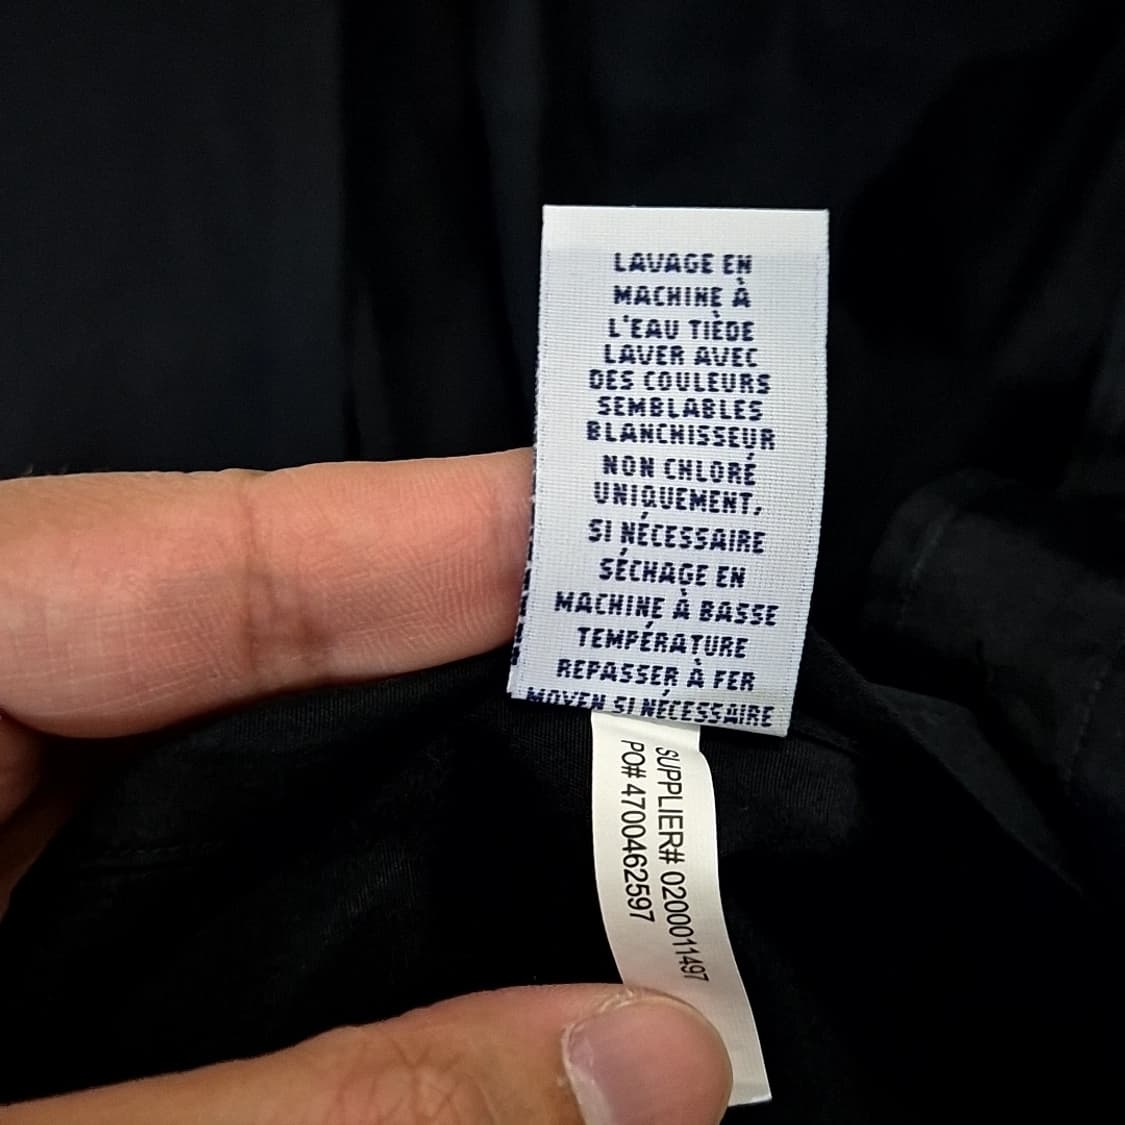 LAVAGE EN
MACHINE À
L'EAU TIÈDE
LAVER AVEC
DES COULEURS
SEMBLABLES
BLANCHISSEUR
NON CHLORÉ
UNIQUEMENT,
SI NÉCESSAIRE
SÉCHAGE EN
MACHINE À BASSE
TEMPÉRATURE
REPASSER À FER
MOYEN SI NÉCESSAIRE
SUPPLIER# 0200011497
PO# 4700462597